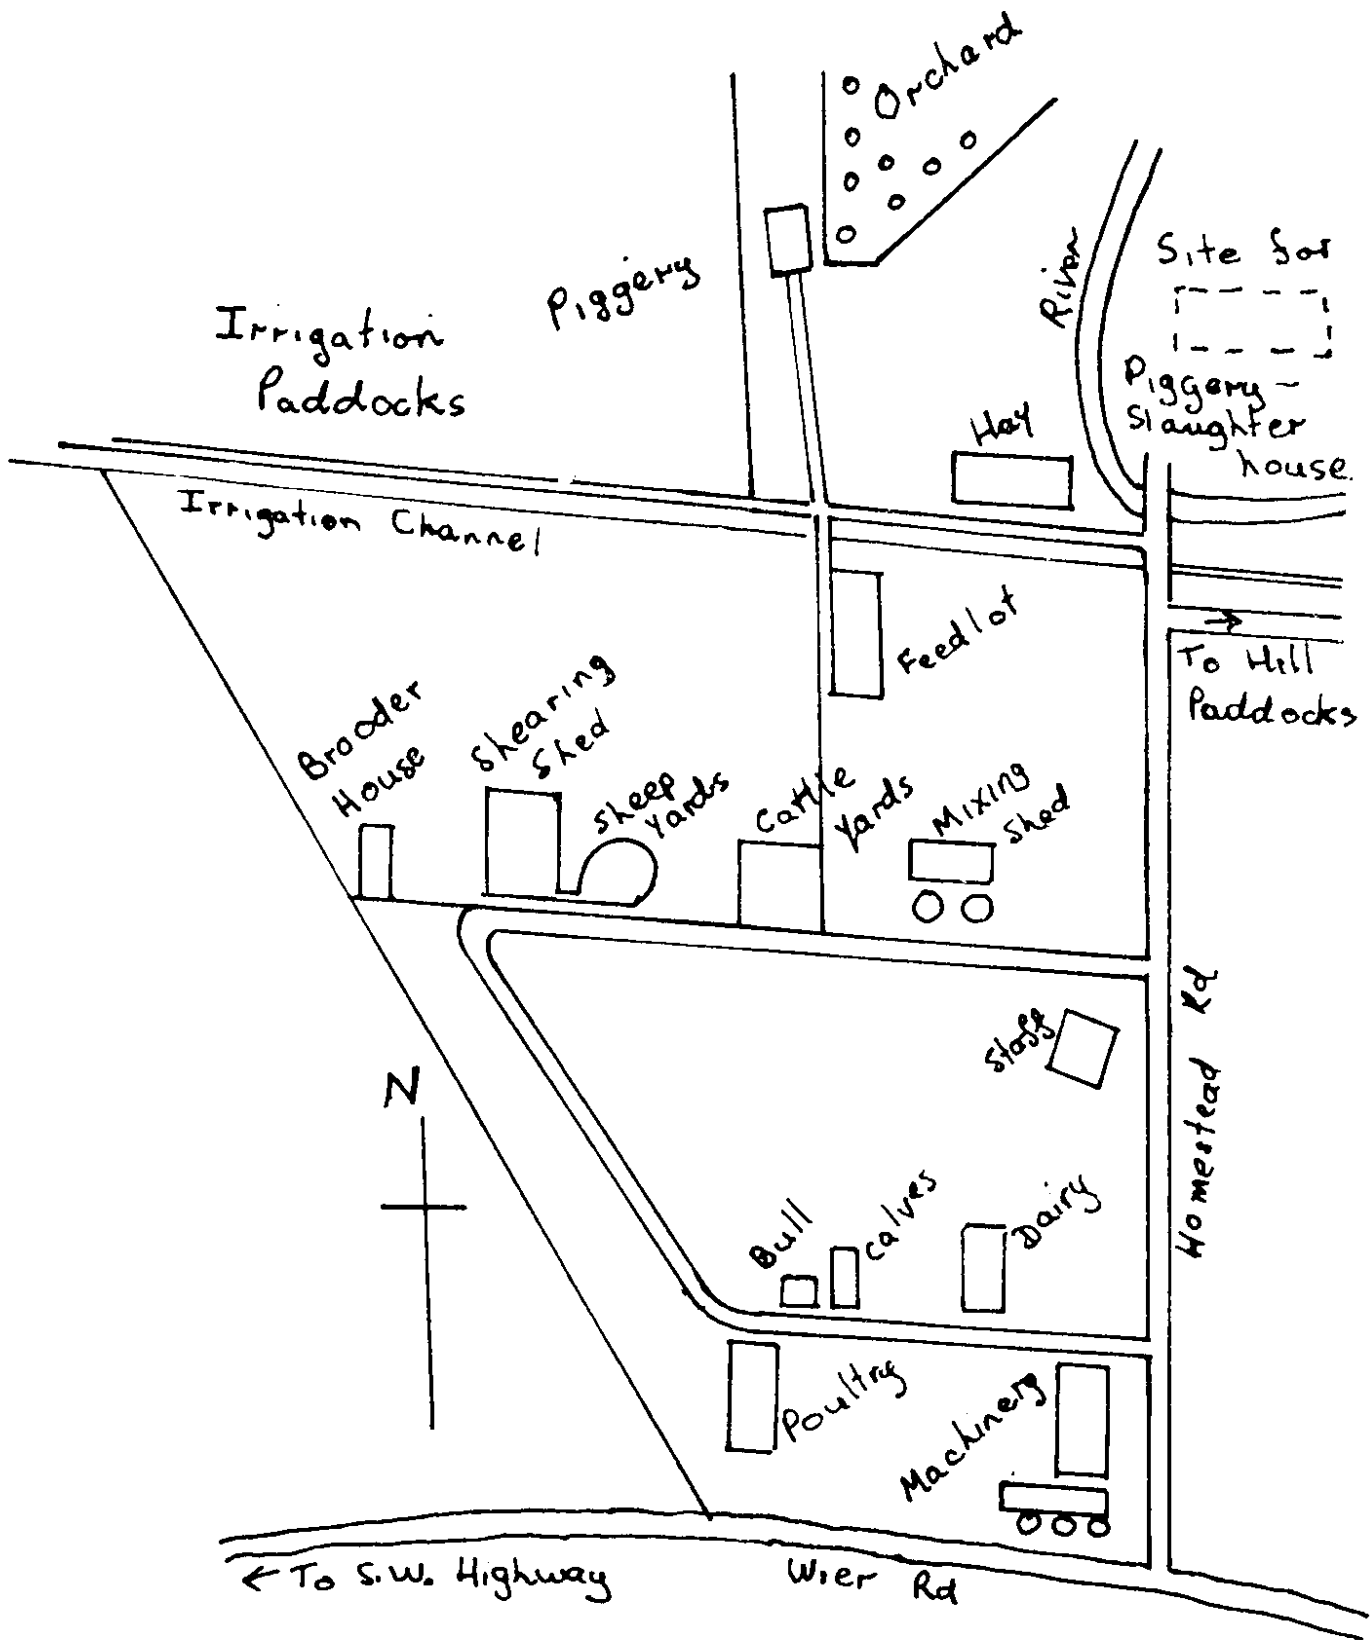 Orchard
River
Site for
Piggery -
Slaughter
house.
Piggery
Irrigation
Paddocks
Hay
Irrigation Channel
Feedlot
To Hill
Paddocks
Brooder
House
Shearing
Shed
Sheep
Yards
Cattle
Yards
Mixing
Shed
Staff
Homestead Rd
N
Bull
Calves
Dairy
Poultry
Machinery
← To S.W. Highway
Wier Rd